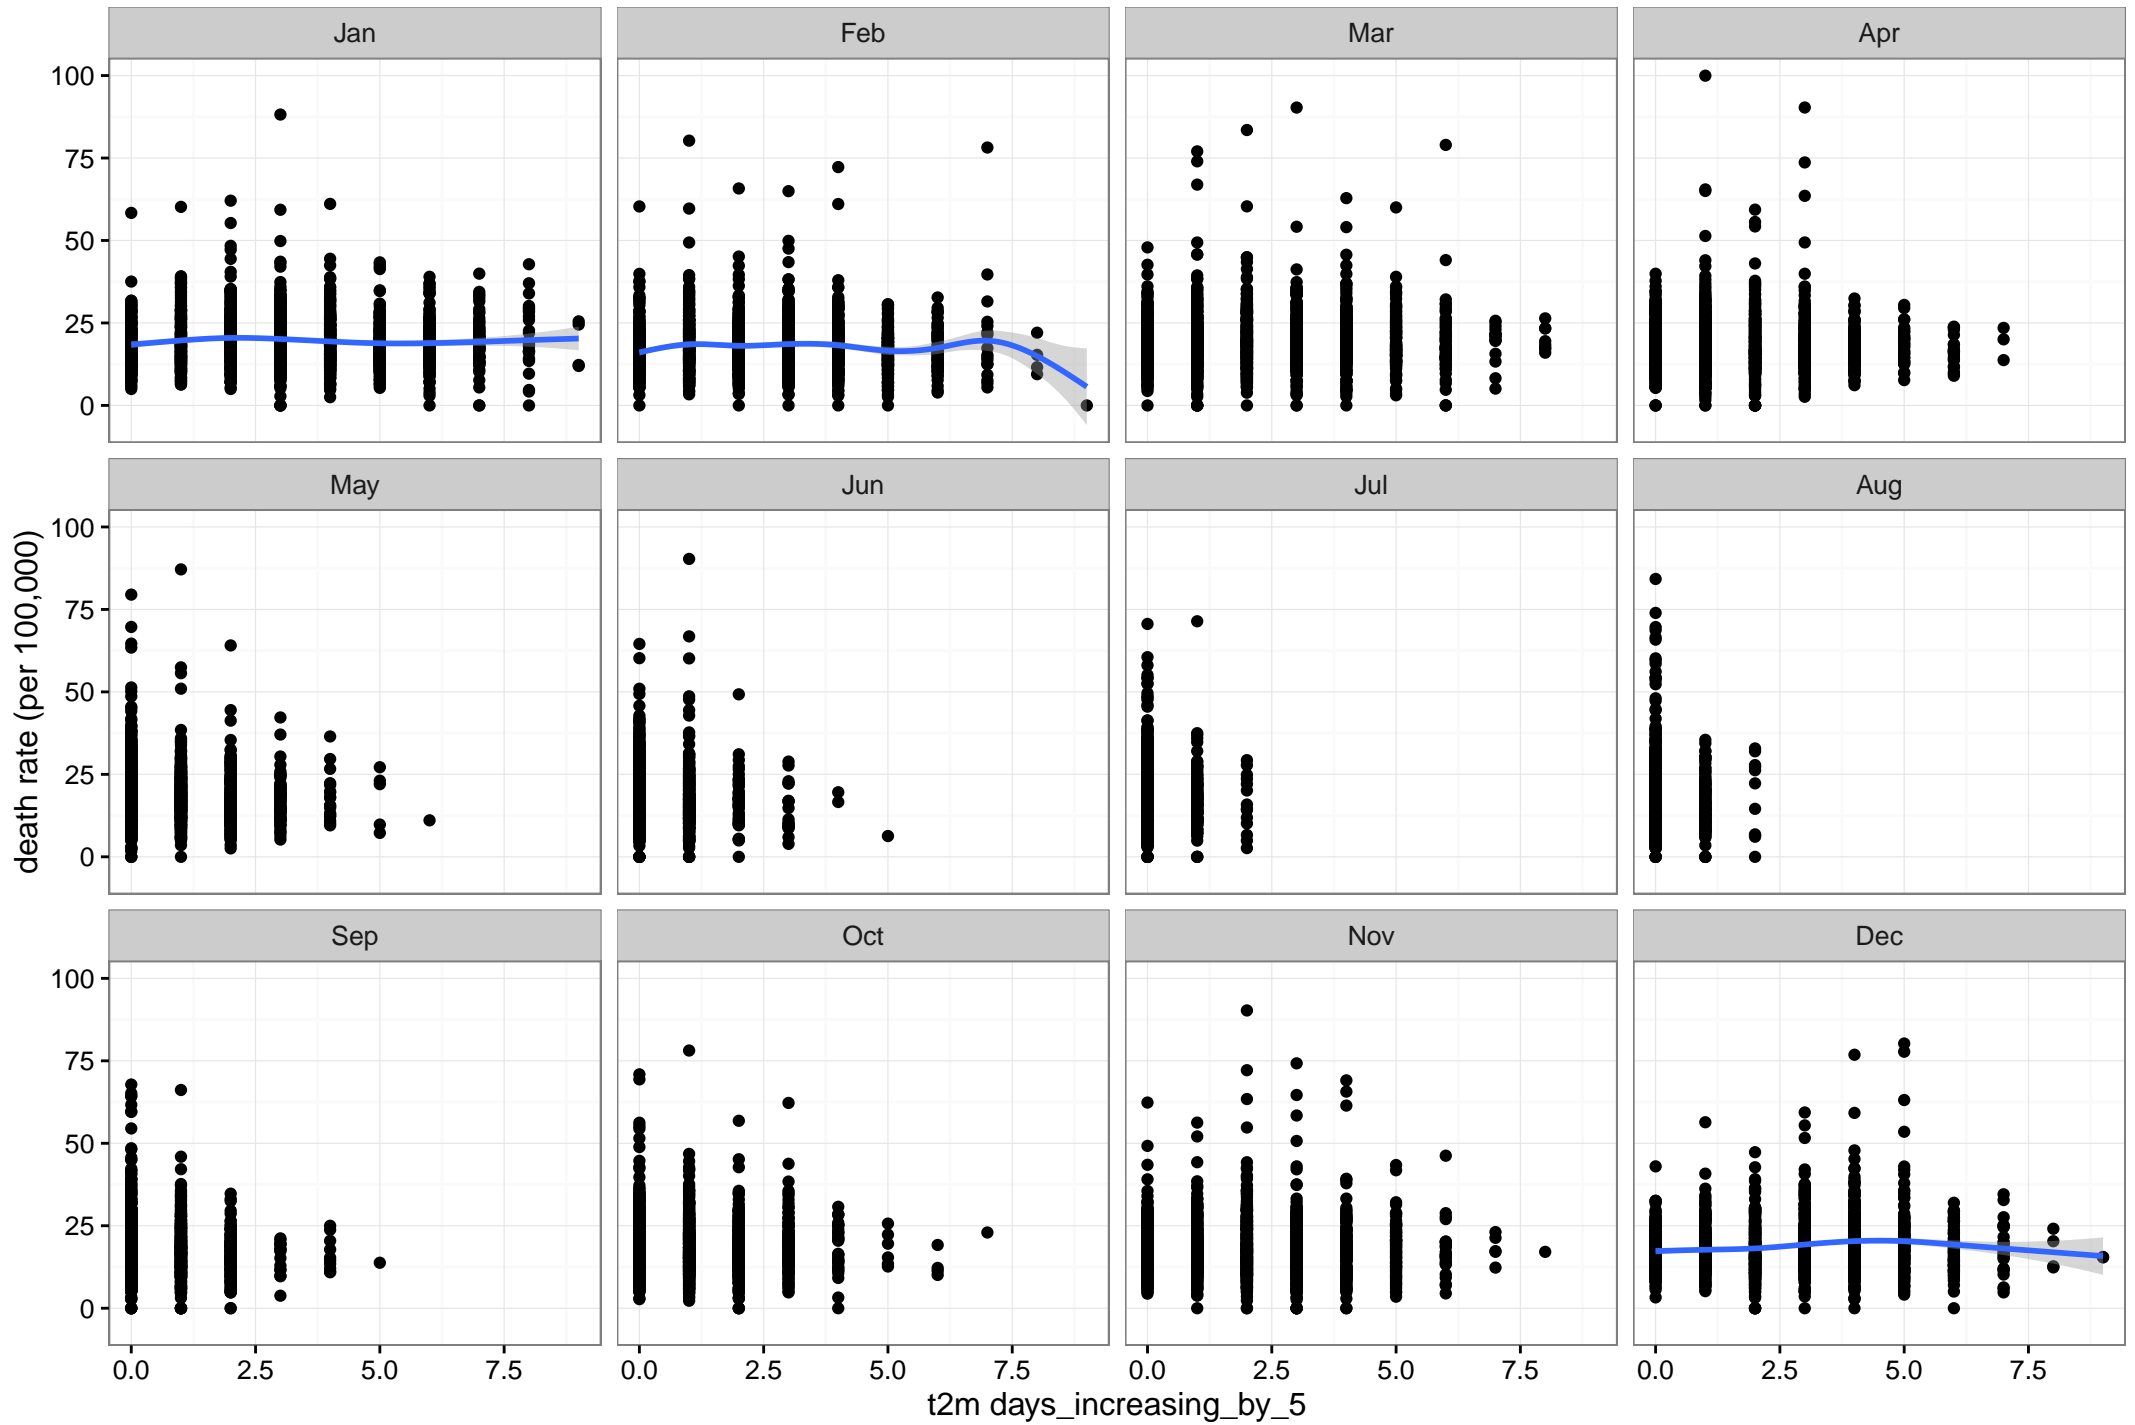 Jan Feb Mar Apr
100
75
50
25
0
May Jun Jul Aug
100
75
50
25
0
death rate (per 100,000)
Sep Oct Nov Dec
100
75
50
25
0
0.0 2.5 5.0 7.5 0.0 2.5 5.0 7.5 0.0 2.5 5.0 7.5 0.0 2.5 5.0 7.5
t2m days_increasing_by_5